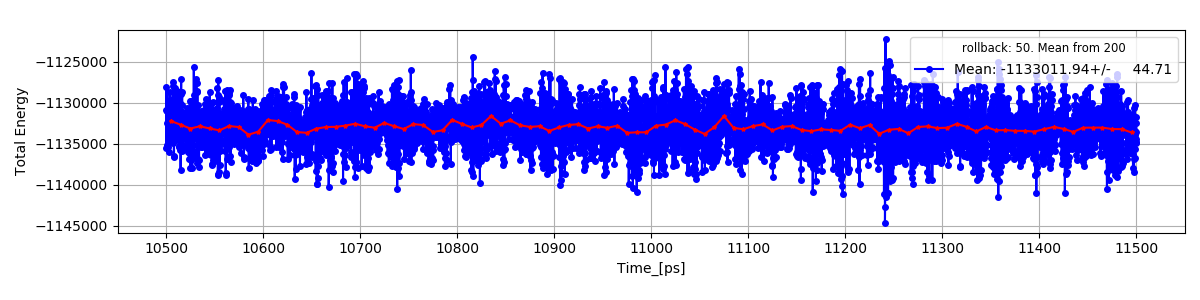 rollback: 50. Mean from 200
Mean: -1133011.94+/- 44.71
Total Energy
−1125000
−1130000
−1135000
−1140000
−1145000
10500 10600 10700 10800 10900 11000 11100 11200 11300 11400 11500
Time_[ps]